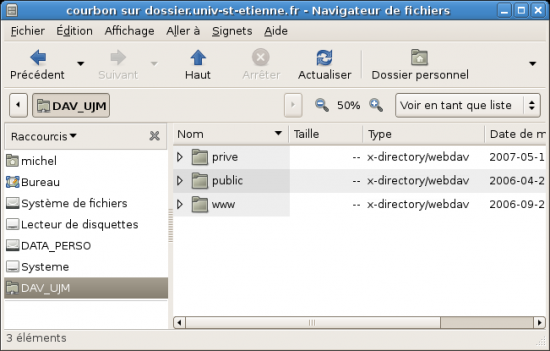 courbon sur dossier.univ-st-etienne.fr - Navigateur de fichiers
Fichier Édition Affichage Aller à Signets Aide
Précédent Suivant Haut Arrêter Actualiser Dossier personnel
DAV_UJM 50% Voir en tant que liste
Raccourcis Nom Taille Type Date de m
michel
Bureau
Système de fichiers
Lecteur de disquettes
DATA_PERSO
Systeme
DAV_UJM
prive -- x-directory/webdav 2007-05-1
public -- x-directory/webdav 2006-04-2
www -- x-directory/webdav 2006-09-2
3 éléments